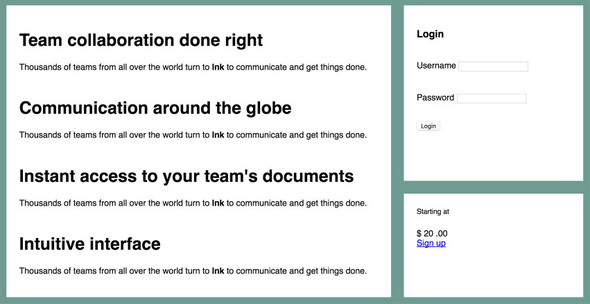 Team collaboration done right
Thousands of teams from all over the world turn to Ink to communicate and get things done.
Communication around the globe
Thousands of teams from all over the world turn to Ink to communicate and get things done.
Instant access to your team's documents
Thousands of teams from all over the world turn to Ink to communicate and get things done.
Intuitive interface
Thousands of teams from all over the world turn to Ink to communicate and get things done.
Login
Username
Password
Login
Starting at
$ 20 .00
Sign up